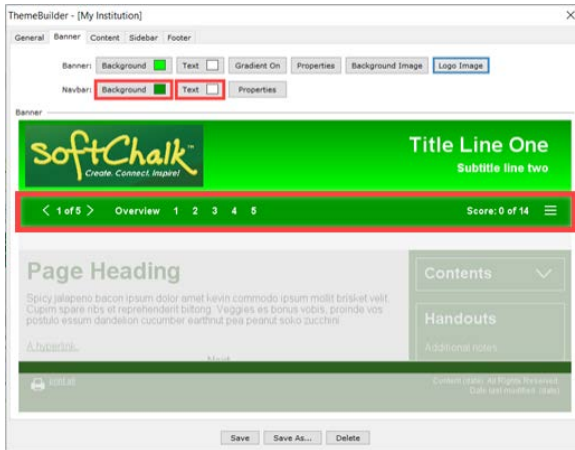 ThemeBuilder - [My Institution]
General Banner Content Sidebar Footer
Banner: Background Text Gradient On Properties Background Image Logo Image
Navbar: Background Text Properties
Banner
SoftChalk™
Create. Connect. Inspire!
Title Line One
Subtitle line two
< 1 of 5 > Overview 1 2 3 4 5 Score: 0 of 14
Page Heading
Spicy jalapeno bacon ipsum dolor amet kevin commodo ipsum mollit brisket velit.
Cupim spare ribs et reprehenderit biltong. Veggies es bonus vobis, proinde vos
postulo essum dandelion cucumber earthnut pea peanut soko zucchini
A hyperlink.
Next
Contents
Handouts
Additional notes
print all
Content (date). All Rights Reserved.
Date last modified: (date)
Save Save As... Delete